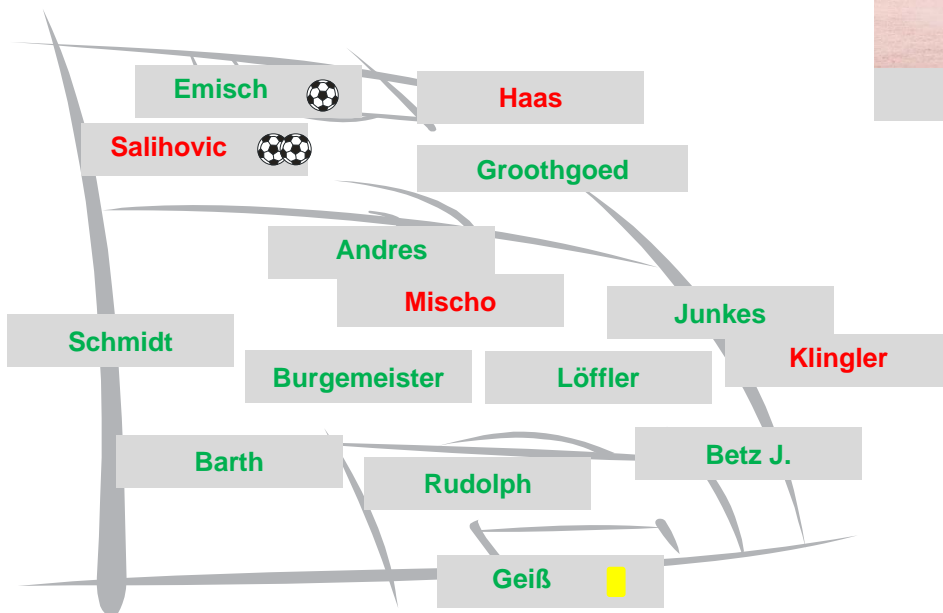 Emisch
Haas
Salihovic
Groothgoed
Andres
Mischo
Junkes
Schmidt
Klingler
Burgemeister
Löffler
Barth
Betz J.
Rudolph
Geiß